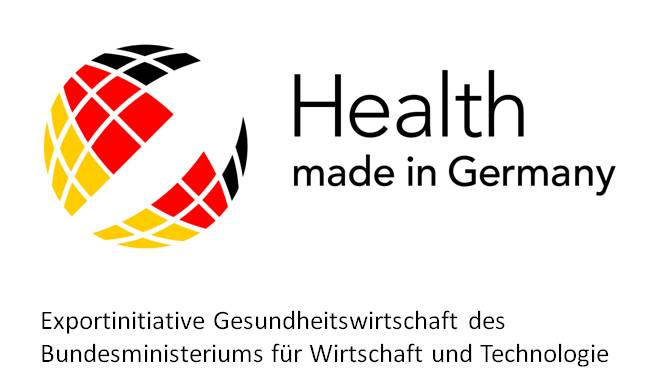 Health
made in Germany
Exportinitiative Gesundheitswirtschaft des
Bundesministeriums für Wirtschaft und Technologie